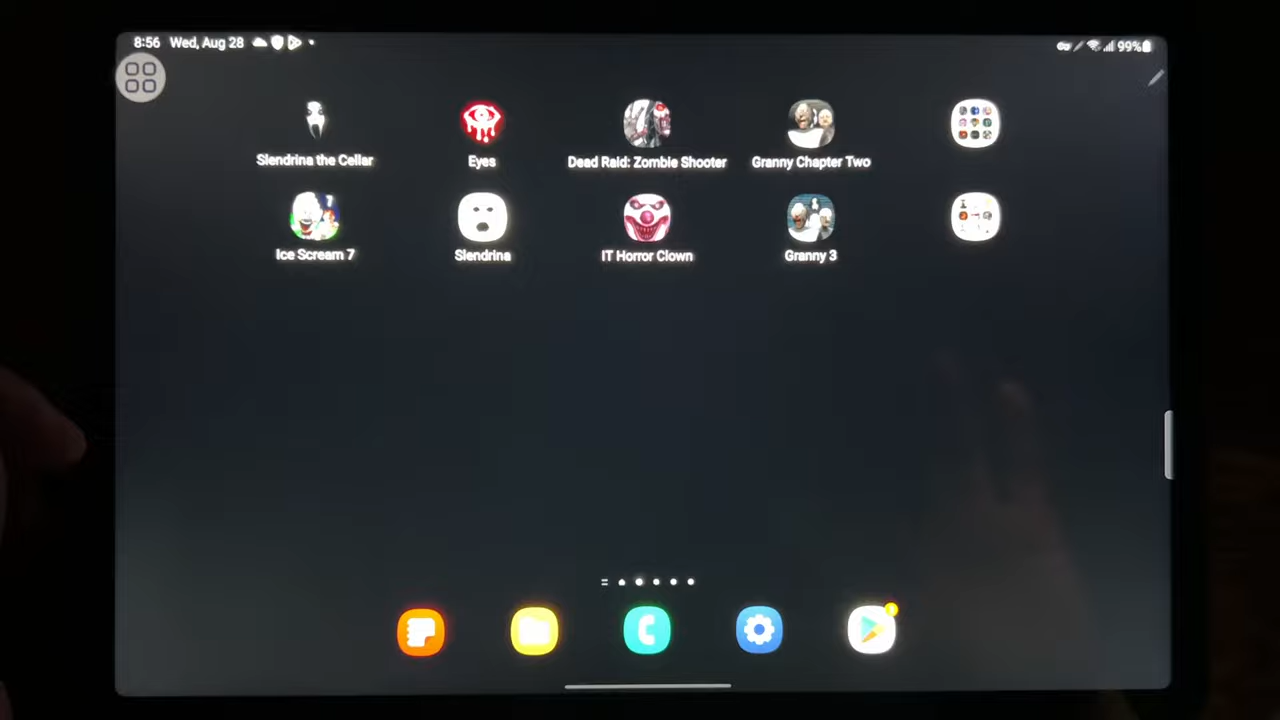 8:56 Wed, Aug 28
99%
Slendrina the Cellar
Eyes
Dead Raid: Zombie Shooter
Granny Chapter Two
Ice Scream 7
Slendrina
IT Horror Clown
Granny 3